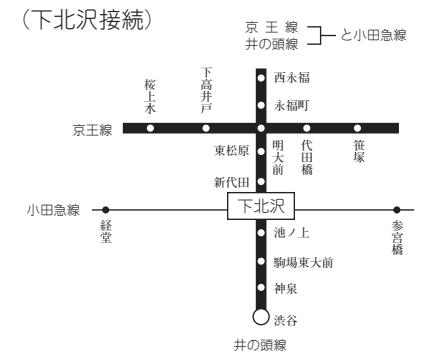 （下北沢接続）
京王線
井の頭線
と小田急線
下高井戸
桜上水
西永福
永福町
京王線
東松原
明大前
代田橋
笹塚
新代田
小田急線
下北沢
経堂
参宮橋
池ノ上
駒場東大前
神泉
渋谷
井の頭線